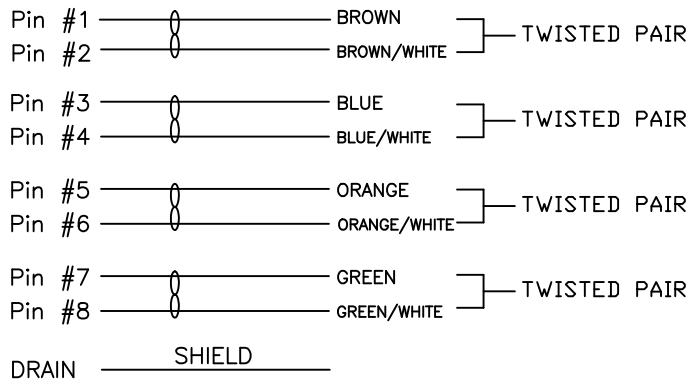 Pin #1 BROWN
TWISTED PAIR
Pin #2 BROWN/WHITE
Pin #3 BLUE
TWISTED PAIR
Pin #4 BLUE/WHITE
Pin #5 ORANGE
TWISTED PAIR
Pin #6 ORANGE/WHITE
Pin #7 GREEN
TWISTED PAIR
Pin #8 GREEN/WHITE
SHIELD
DRAIN